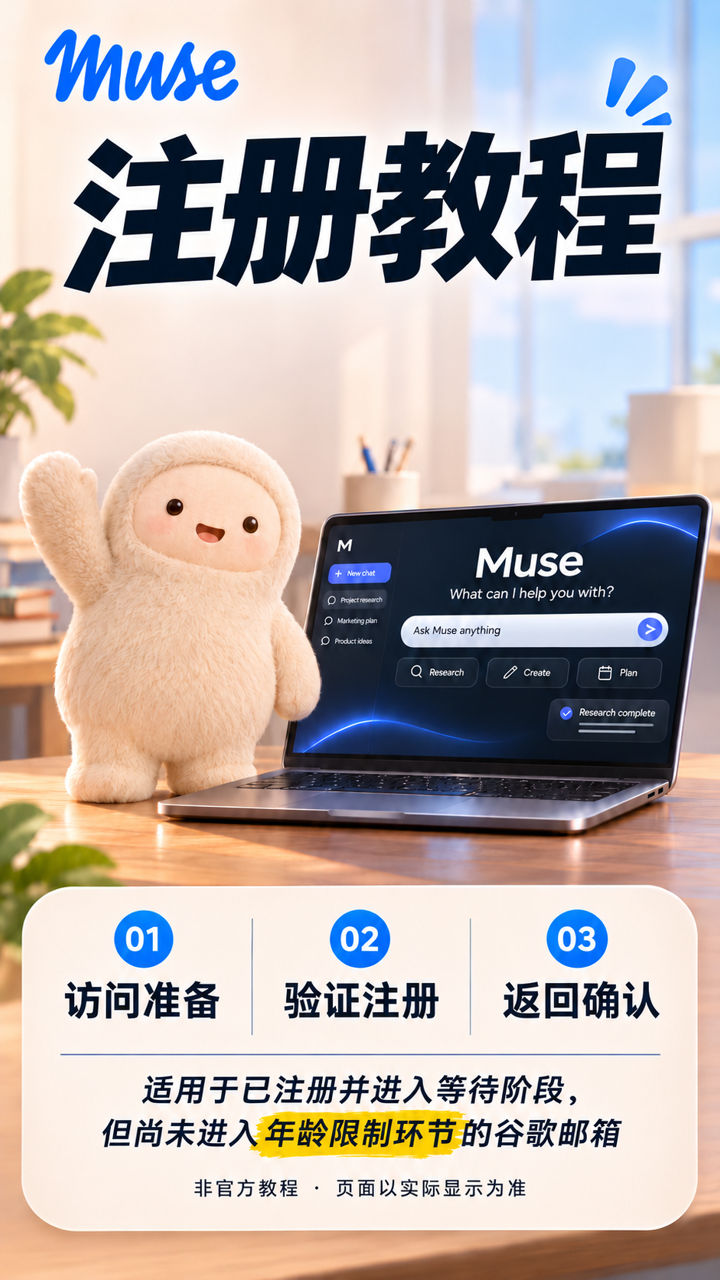 Muse
注册教程
M
+ New chat
Project research
Marketing plan
Product ideas
Muse
What can I help you with?
Ask Muse anything
Research
Create
Plan
Research complete
01
访问准备
02
验证注册
03
返回确认
适用于已注册并进入等待阶段，
但尚未进入年龄限制环节的谷歌邮箱
非官方教程 · 页面以实际显示为准